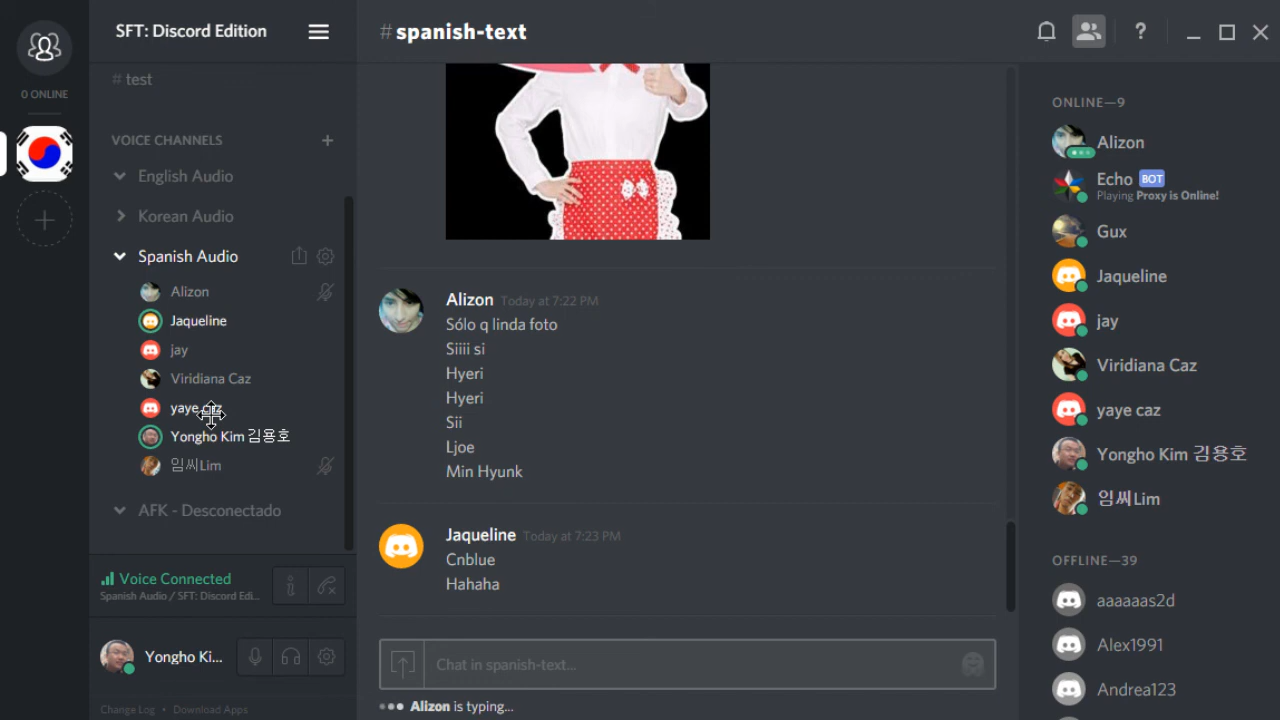 0 ONLINE
SFT: Discord Edition
# test
VOICE CHANNELS
English Audio
Korean Audio
Spanish Audio
Alizon
Jaqueline
jay
Viridiana Caz
yaye
Yongho Kim 김용호
임씨Lim
AFK - Desconectado
Voice Connected
Spanish Audio / SFT: Discord Edi...
Yongho Ki...
Change Log • Download Apps
# spanish-text
Alizon Today at 7:22 PM
Sólo q linda foto
Siiii si
Hyeri
Hyeri
Sii
Ljoe
Min Hyunk
Jaqueline Today at 7:23 PM
Cnblue
Hahaha
Chat in spanish-text...
Alizon is typing...
ONLINE—9
Alizon
Echo BOT
Playing Proxy is Online!
Gux
Jaqueline
jay
Viridiana Caz
yaye caz
Yongho Kim 김용호
임씨Lim
OFFLINE—39
aaaaaas2d
Alex1991
Andrea123